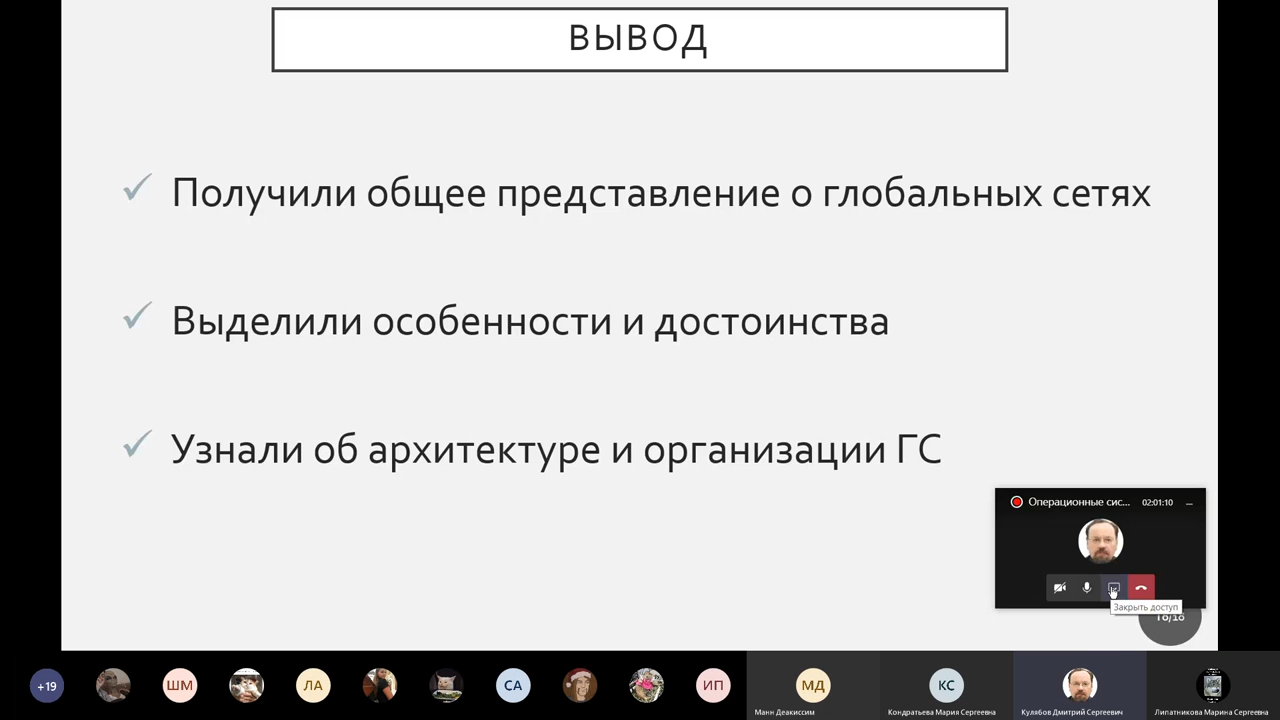 ВЫВОД
Получили общее представление о глобальных сетях
Выделили особенности и достоинства
Узнали об архитектуре и организации ГС
Операционные сис... 02:01:10
Закрыть доступ
18/18
+19 ШМ ЛА СА ИП МД КС
Манн Деакиссим Кондратьева Мария Сергеевна Кулябов Дмитрий Сергеевич Липатникова Марина Сергеевна